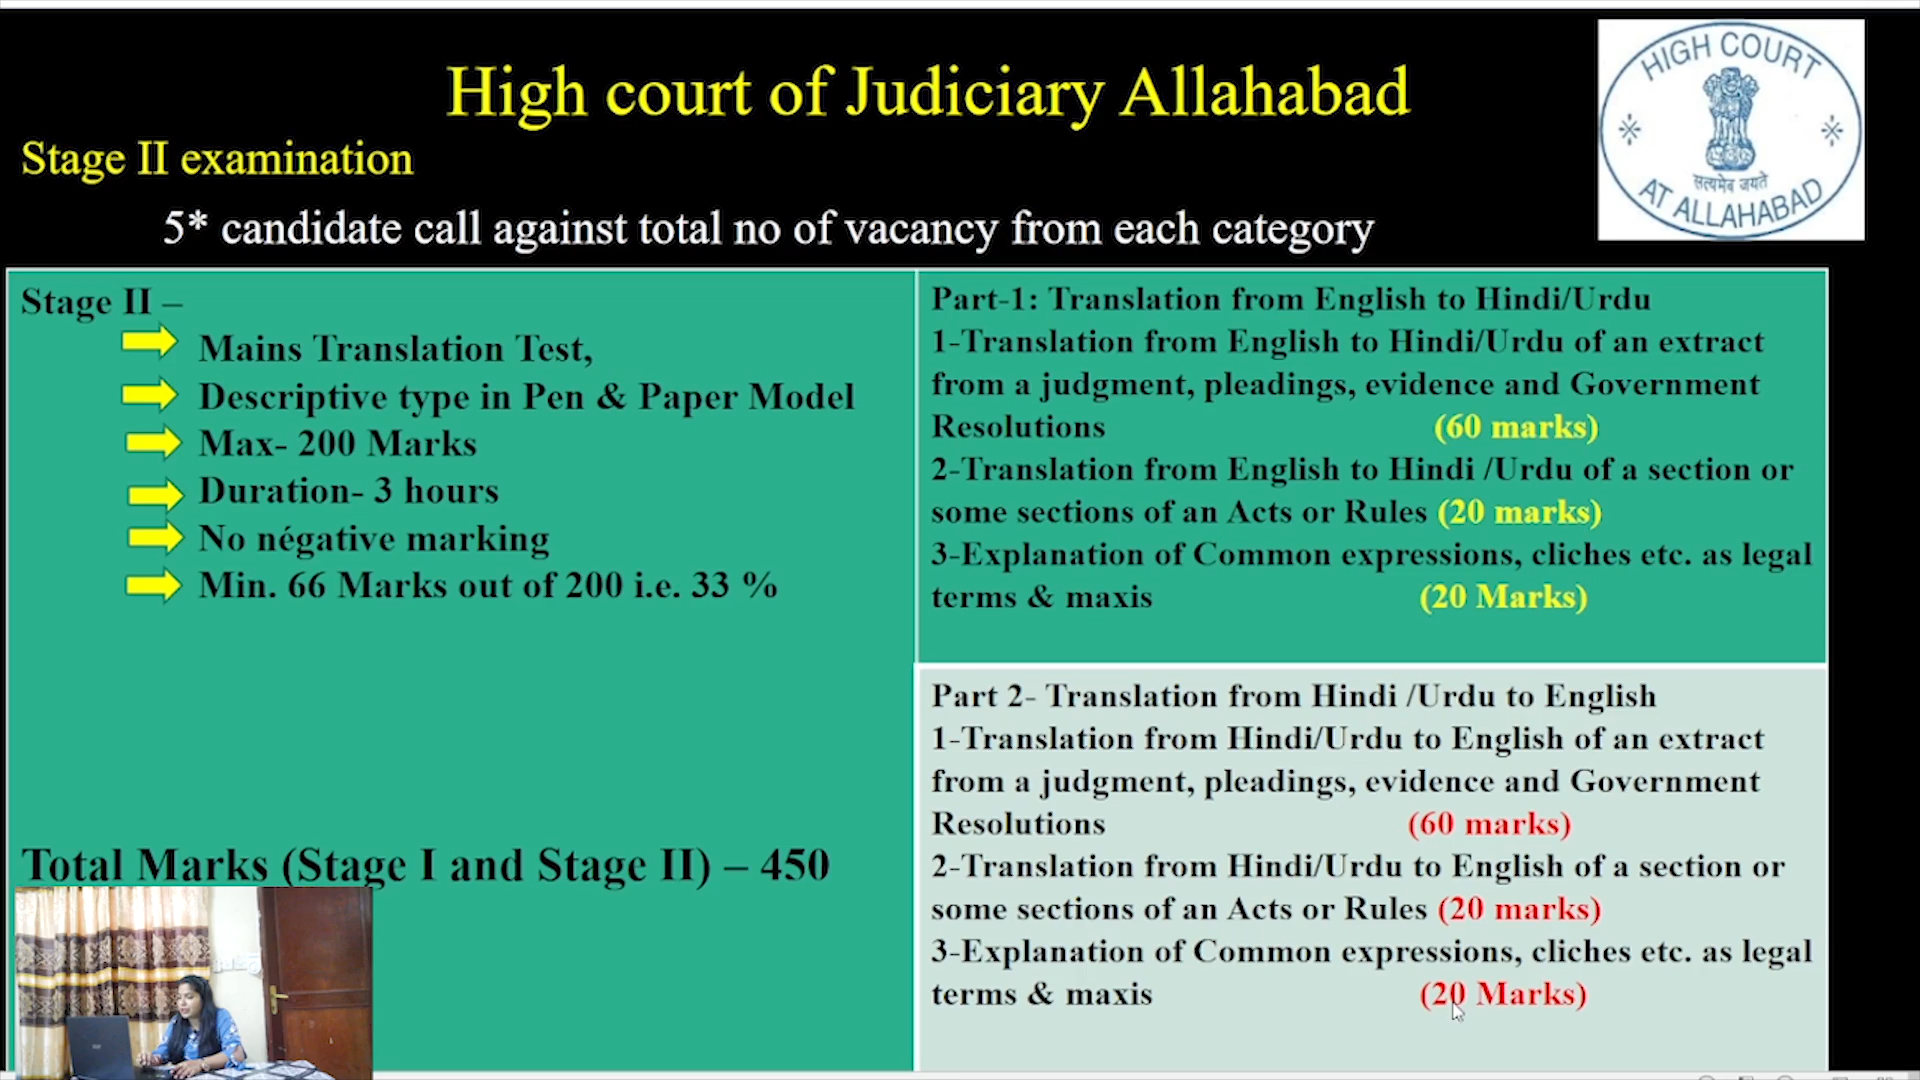 High court of Judiciary Allahabad
HIGH COURT
सत्यमेव जयते
AT ALLAHABAD
Stage II examination
5* candidate call against total no of vacancy from each category
Stage II –
Mains Translation Test,
Descriptive type in Pen & Paper Model
Max- 200 Marks
Duration- 3 hours
No négative marking
Min. 66 Marks out of 200 i.e. 33 %
Total Marks (Stage I and Stage II) – 450
Part-1: Translation from English to Hindi/Urdu
1-Translation from English to Hindi/Urdu of an extract
from a judgment, pleadings, evidence and Government
Resolutions (60 marks)
2-Translation from English to Hindi /Urdu of a section or
some sections of an Acts or Rules (20 marks)
3-Explanation of Common expressions, cliches etc. as legal
terms & maxis (20 Marks)
Part 2- Translation from Hindi /Urdu to English
1-Translation from Hindi/Urdu to English of an extract
from a judgment, pleadings, evidence and Government
Resolutions (60 marks)
2-Translation from Hindi/Urdu to English of a section or
some sections of an Acts or Rules (20 marks)
3-Explanation of Common expressions, cliches etc. as legal
terms & maxis (20 Marks)